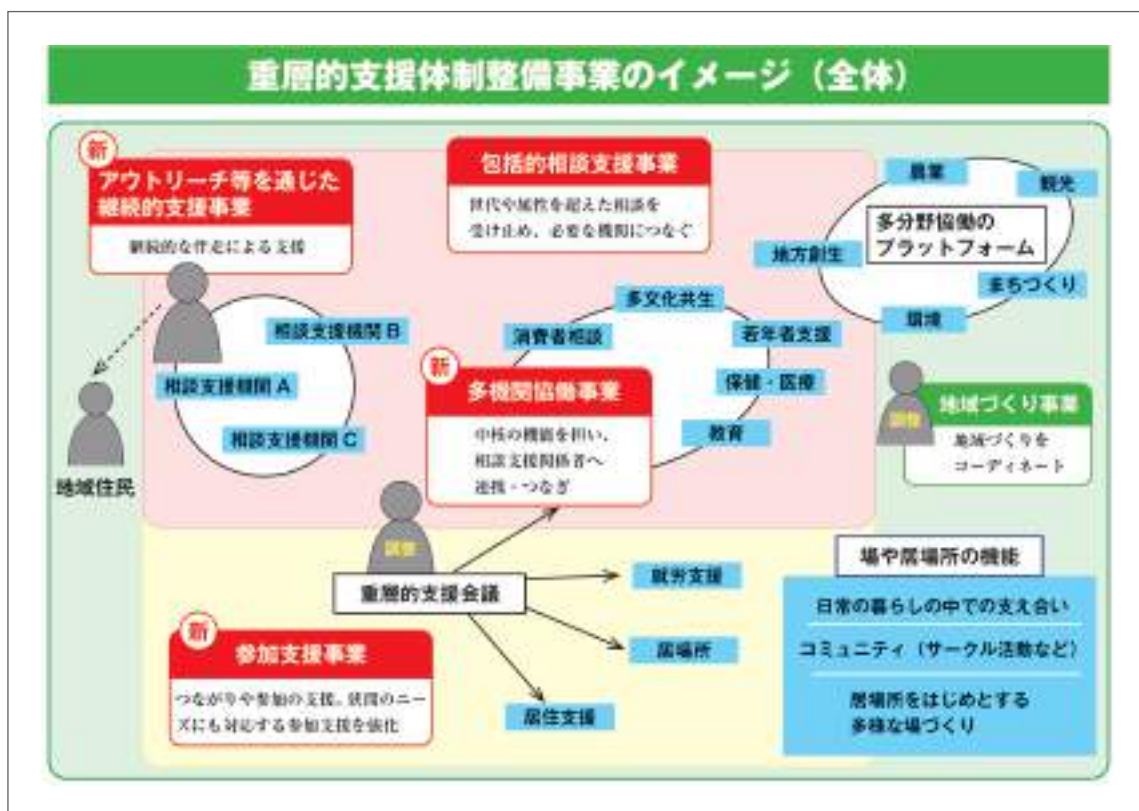 重層的支援体制整備事業のイメージ（全体）
新
アウトリーチ等を通じた
継続的支援事業
継続的な伴走による支援
包括的相談支援事業
世代や属性を超えた相談を
受け止め、必要な機関につなぐ
農業
観光
多分野協働の
プラットフォーム
地方創生
まちづくり
環境
相談支援機関 B
相談支援機関 A
相談支援機関 C
地域住民
多文化共生
消費者相談
若年者支援
保健・医療
教育
新
多機関協働事業
中核の機能を担い、
相談支援関係者へ
連携・つなぎ
調整
地域づくり事業
地域づくりを
コーディネート
調整
重層的支援会議
就労支援
居場所
居住支援
新
参加支援事業
つながりや参加の支援。狭間のニー
ズにも対応する参加支援を強化
場や居場所の機能
日常の暮らしの中での支え合い
コミュニティ（サークル活動など）
居場所をはじめとする
多様な場づくり